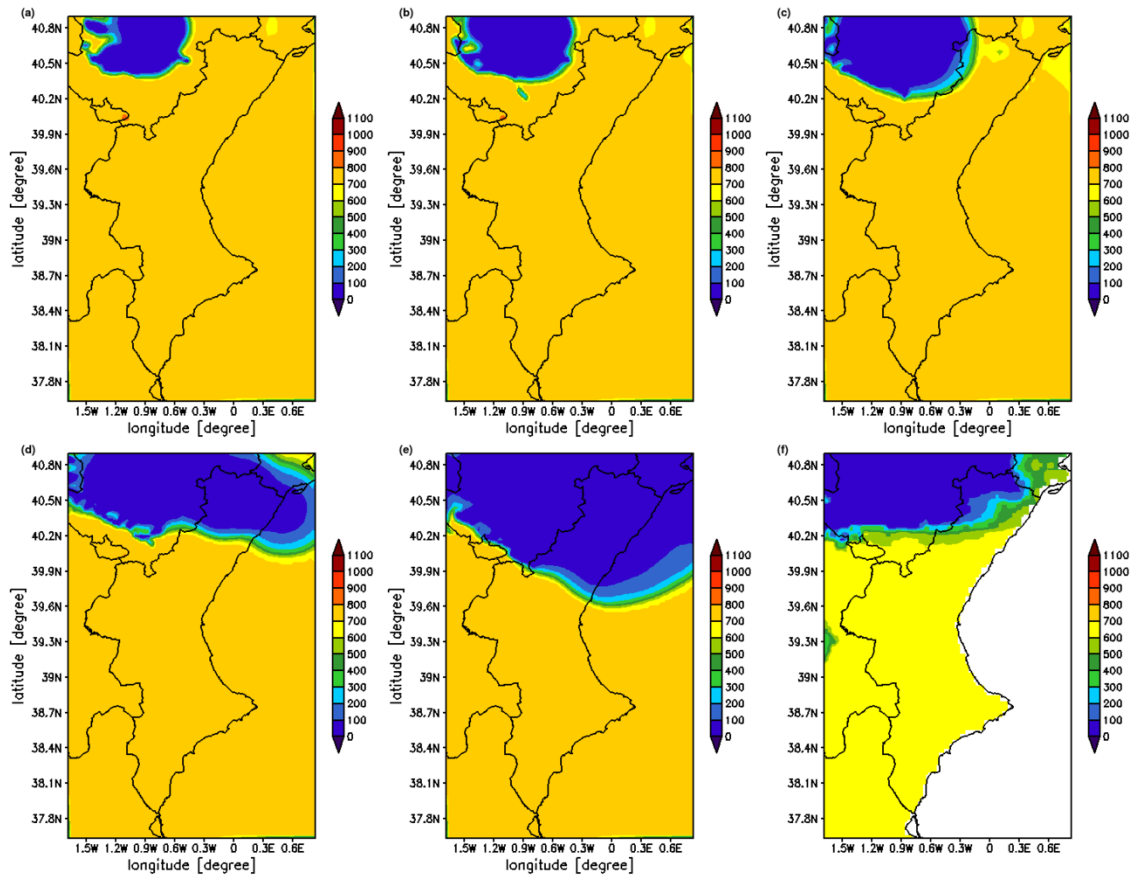 (a)
latitude [degree]
40.8N
40.5N
40.2N
39.9N
39.6N
39.3N
39N
38.7N
38.4N
38.1N
37.8N
1.5W 1.2W 0.9W 0.6W 0.3W 0 0.3E 0.6E
longitude [degree]
1100
1000
900
800
700
600
500
400
300
200
100
0
(b)
latitude [degree]
40.8N
40.5N
40.2N
39.9N
39.6N
39.3N
39N
38.7N
38.4N
38.1N
37.8N
1.5W 1.2W 0.9W 0.6W 0.3W 0 0.3E 0.6E
longitude [degree]
1100
1000
900
800
700
600
500
400
300
200
100
0
(c)
latitude [degree]
40.8N
40.5N
40.2N
39.9N
39.6N
39.3N
39N
38.7N
38.4N
38.1N
37.8N
1.5W 1.2W 0.9W 0.6W 0.3W 0 0.3E 0.6E
longitude [degree]
1100
1000
900
800
700
600
500
400
300
200
100
0
(d)
latitude [degree]
40.8N
40.5N
40.2N
39.9N
39.6N
39.3N
39N
38.7N
38.4N
38.1N
37.8N
1.5W 1.2W 0.9W 0.6W 0.3W 0 0.3E 0.6E
longitude [degree]
1100
1000
900
800
700
600
500
400
300
200
100
0
(e)
latitude [degree]
40.8N
40.5N
40.2N
39.9N
39.6N
39.3N
39N
38.7N
38.4N
38.1N
37.8N
1.5W 1.2W 0.9W 0.6W 0.3W 0 0.3E 0.6E
longitude [degree]
1100
1000
900
800
700
600
500
400
300
200
100
0
(f)
latitude [degree]
40.8N
40.5N
40.2N
39.9N
39.6N
39.3N
39N
38.7N
38.4N
38.1N
37.8N
1.5W 1.2W 0.9W 0.6W 0.3W 0 0.3E 0.6E
longitude [degree]
1100
1000
900
800
700
600
500
400
300
200
100
0